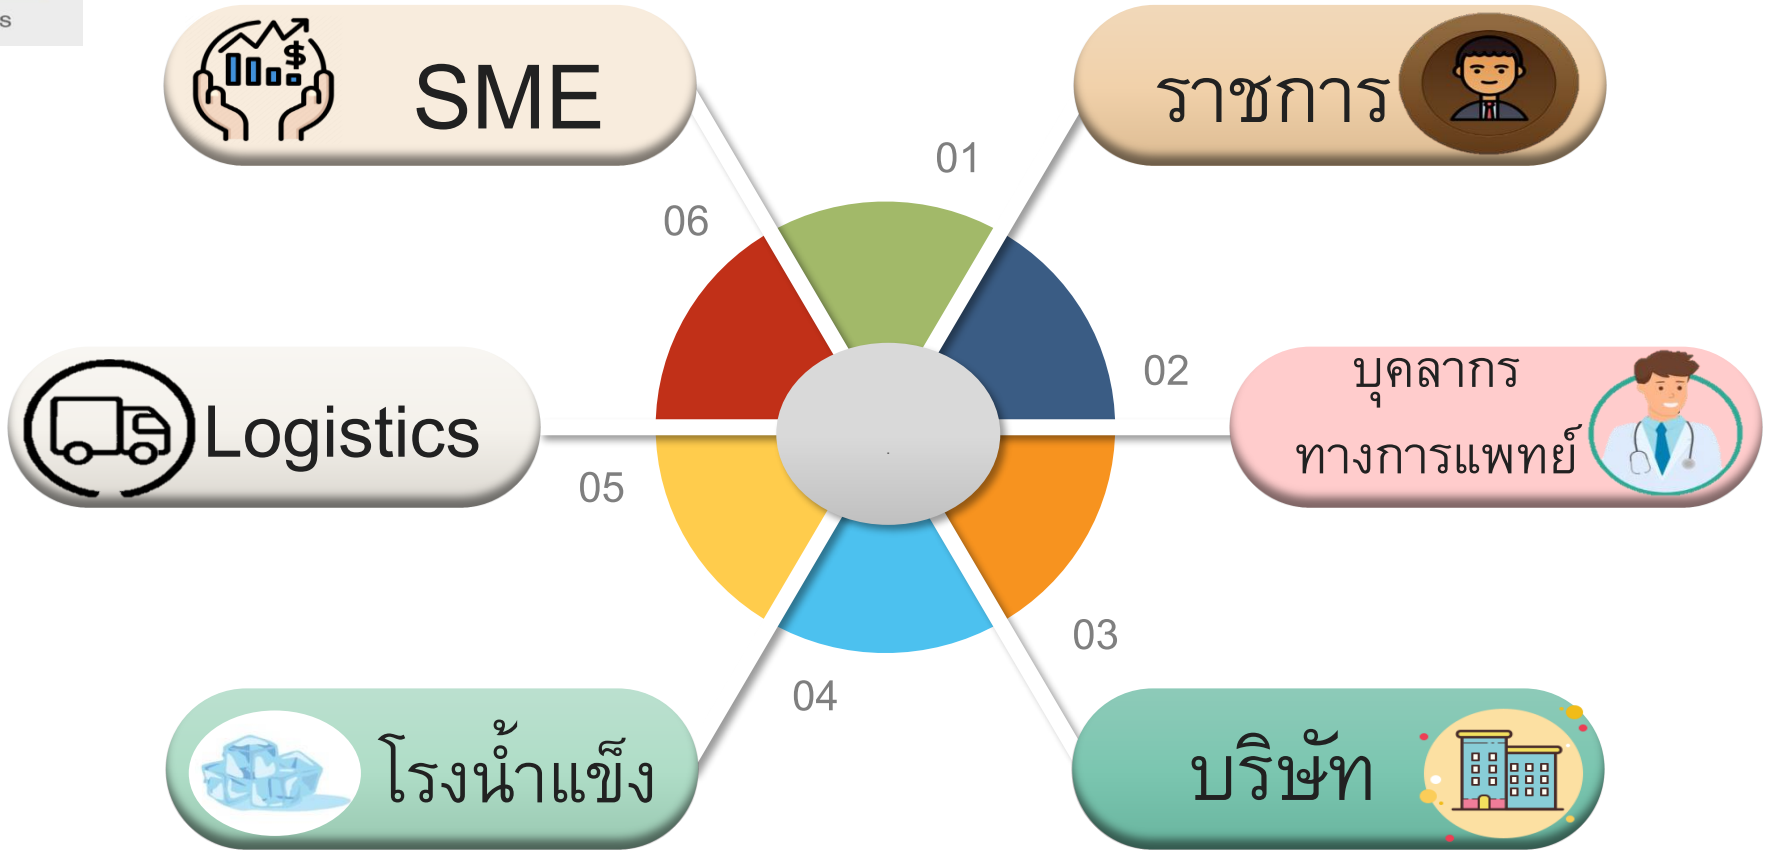 s
SME
ราชการ
01
06
02
บุคลากร
ทางการแพทย์
Logistics
05
03
04
โรงน้ำแข็ง
บริษัท